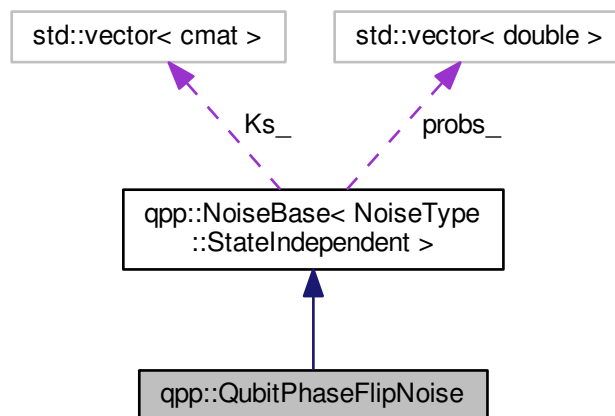 std::vector< cmat >
std::vector< double >
Ks_
probs_
qpp::NoiseBase< NoiseType
::StateIndependent >
qpp::QubitPhaseFlipNoise